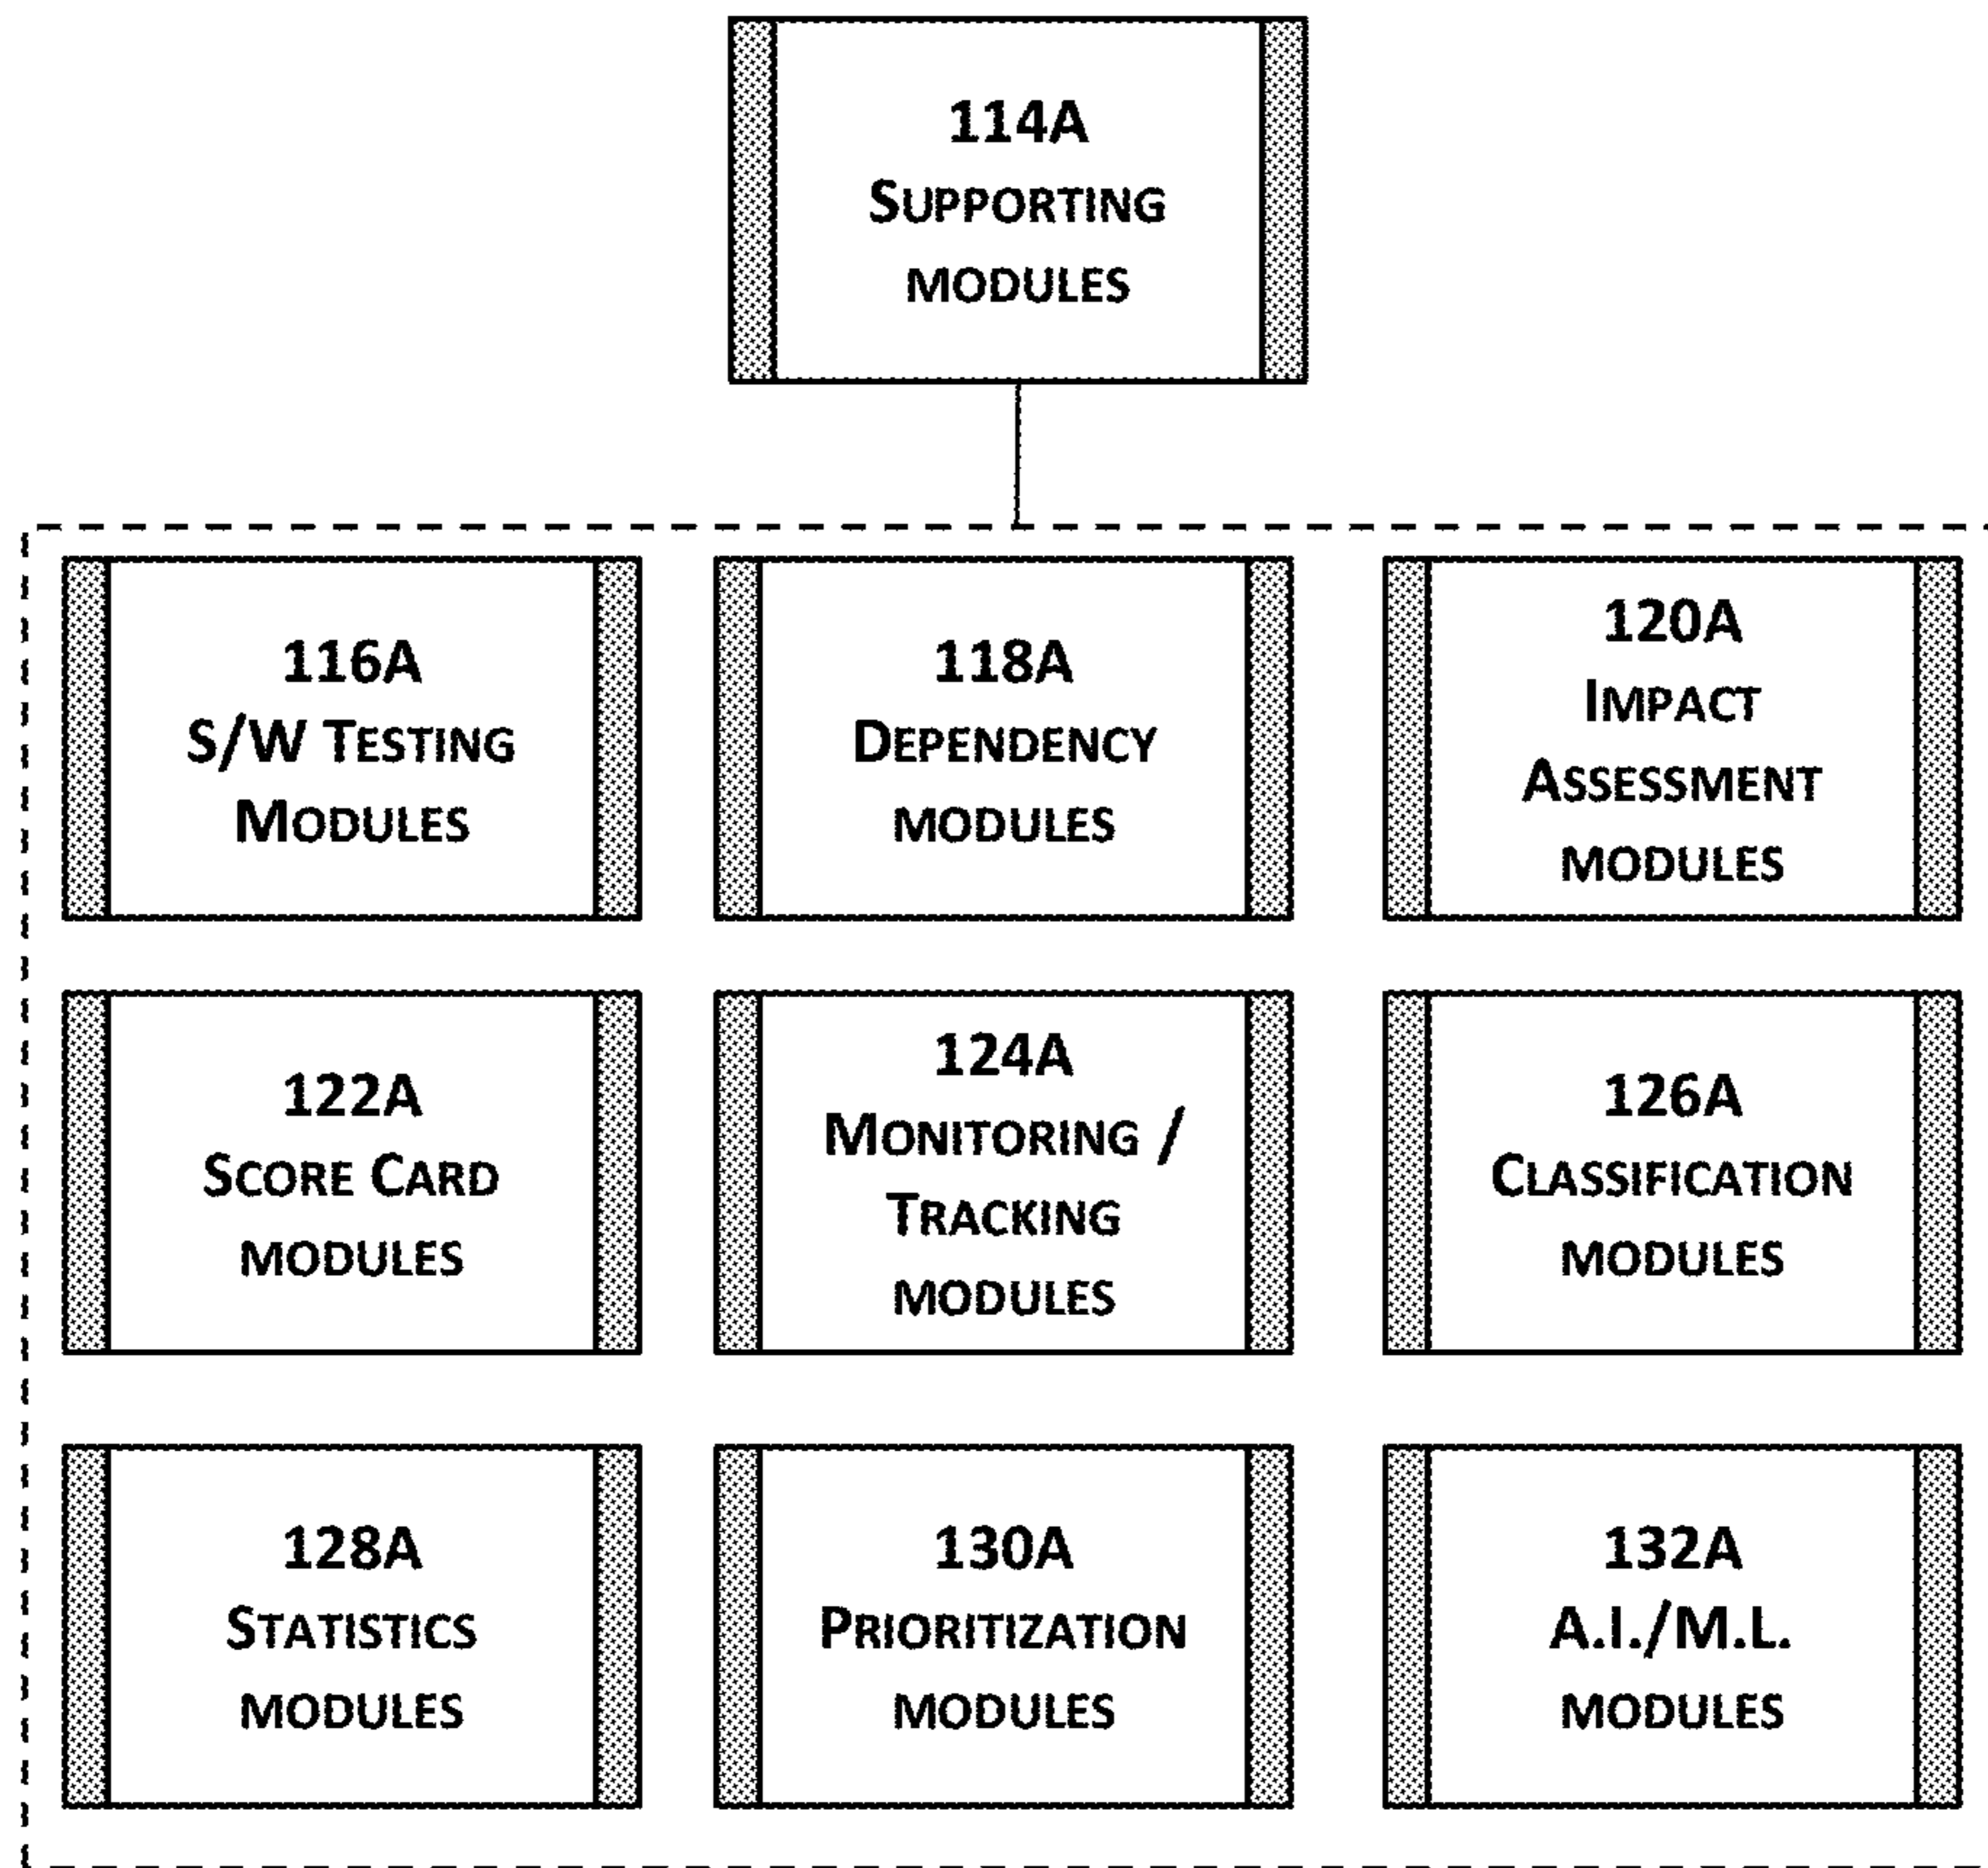 114A
SUPPORTING
MODULES
116A
S/W TESTING
MODULES
118A
DEPENDENCY
MODULES
120A
IMPACT
ASSESSMENT
MODULES
122A
SCORE CARD
MODULES
124A
MONITORING /
TRACKING
MODULES
126A
CLASSIFICATION
MODULES
128A
STATISTICS
MODULES
130A
PRIORITIZATION
MODULES
132A
A.I./M.L.
MODULES